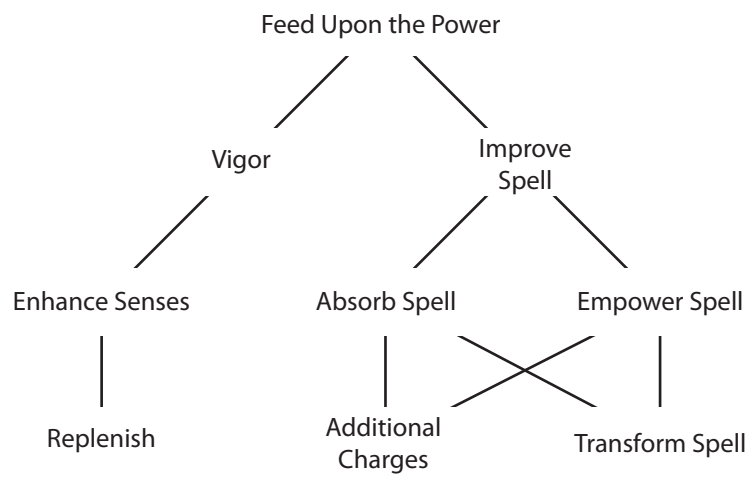 Feed Upon the Power
Vigor
Improve
Spell
Enhance Senses
Absorb Spell
Empower Spell
Replenish
Additional
Charges
Transform Spell